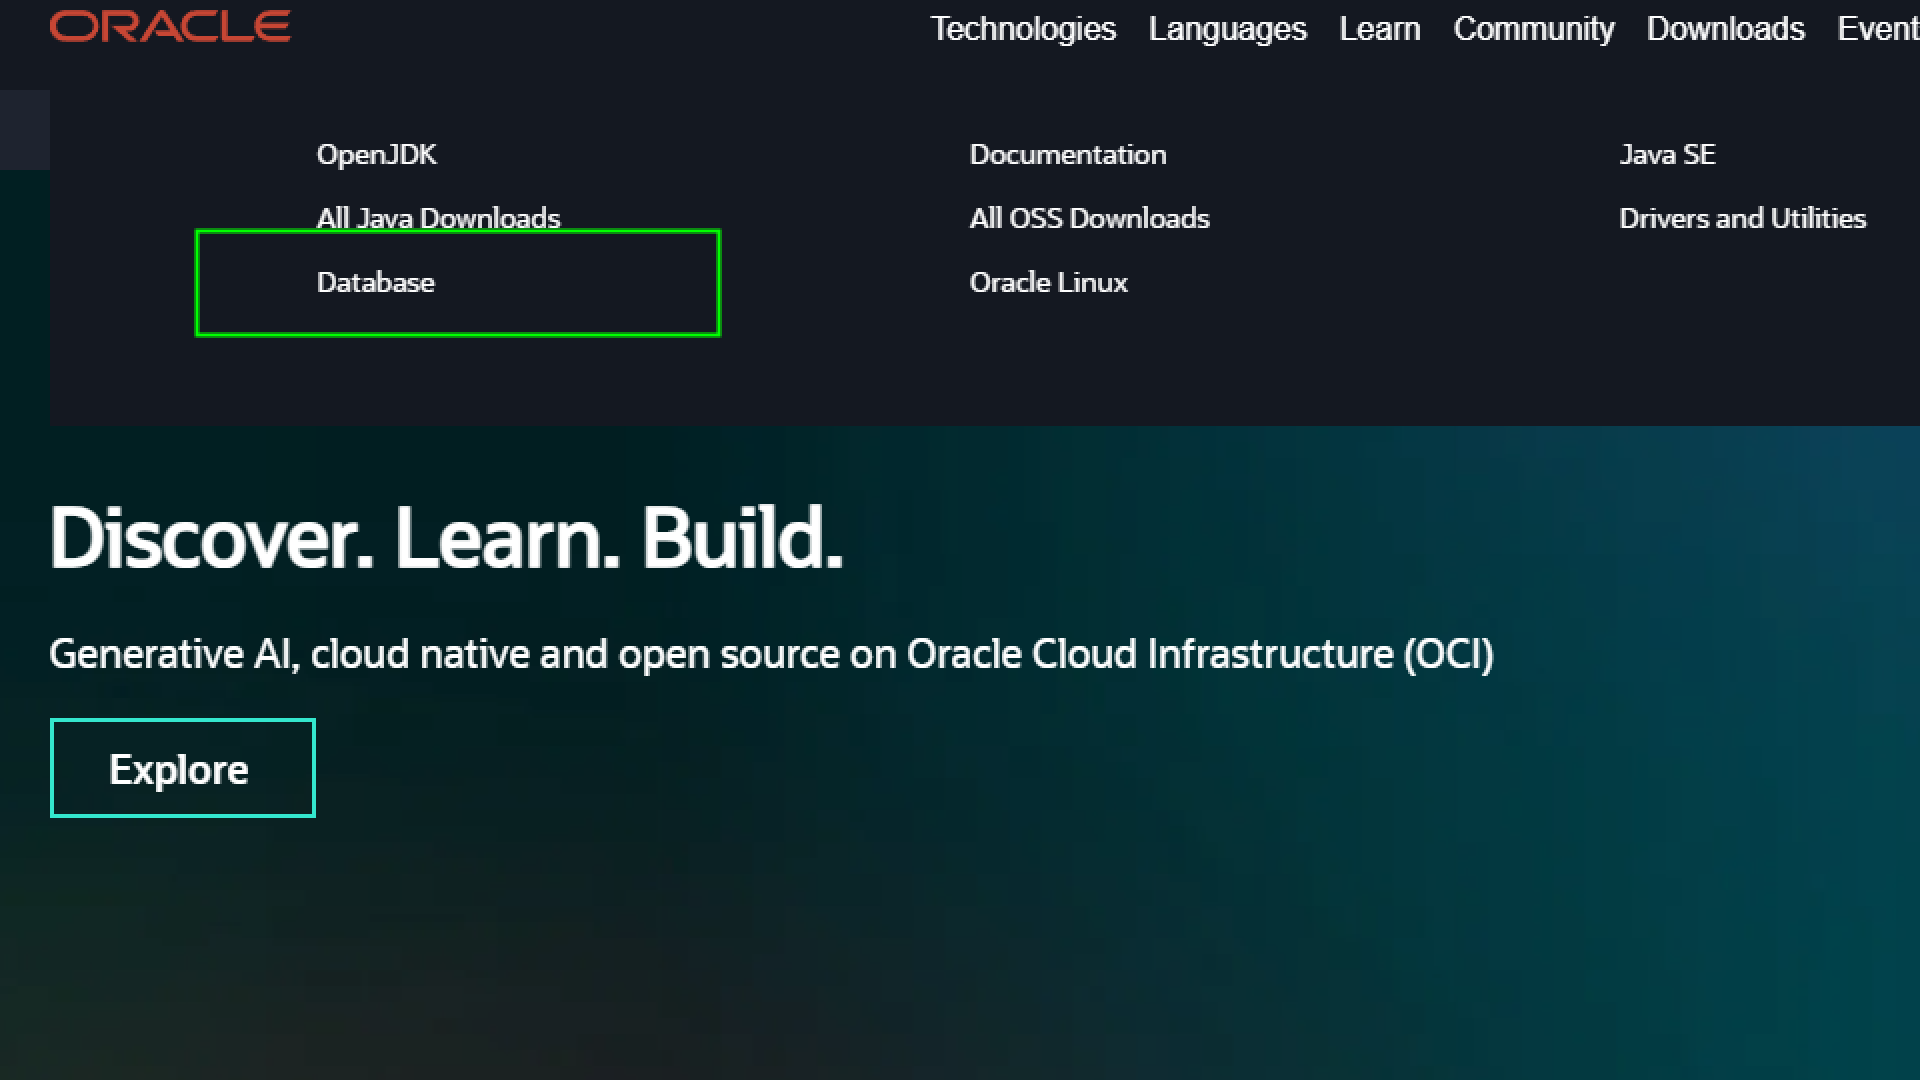 ORACLE
Technologies Languages Learn Community Downloads Event
OpenJDK Documentation Java SE
All Java Downloads All OSS Downloads Drivers and Utilities
Database Oracle Linux
Discover. Learn. Build.
Generative AI, cloud native and open source on Oracle Cloud Infrastructure (OCI)
Explore